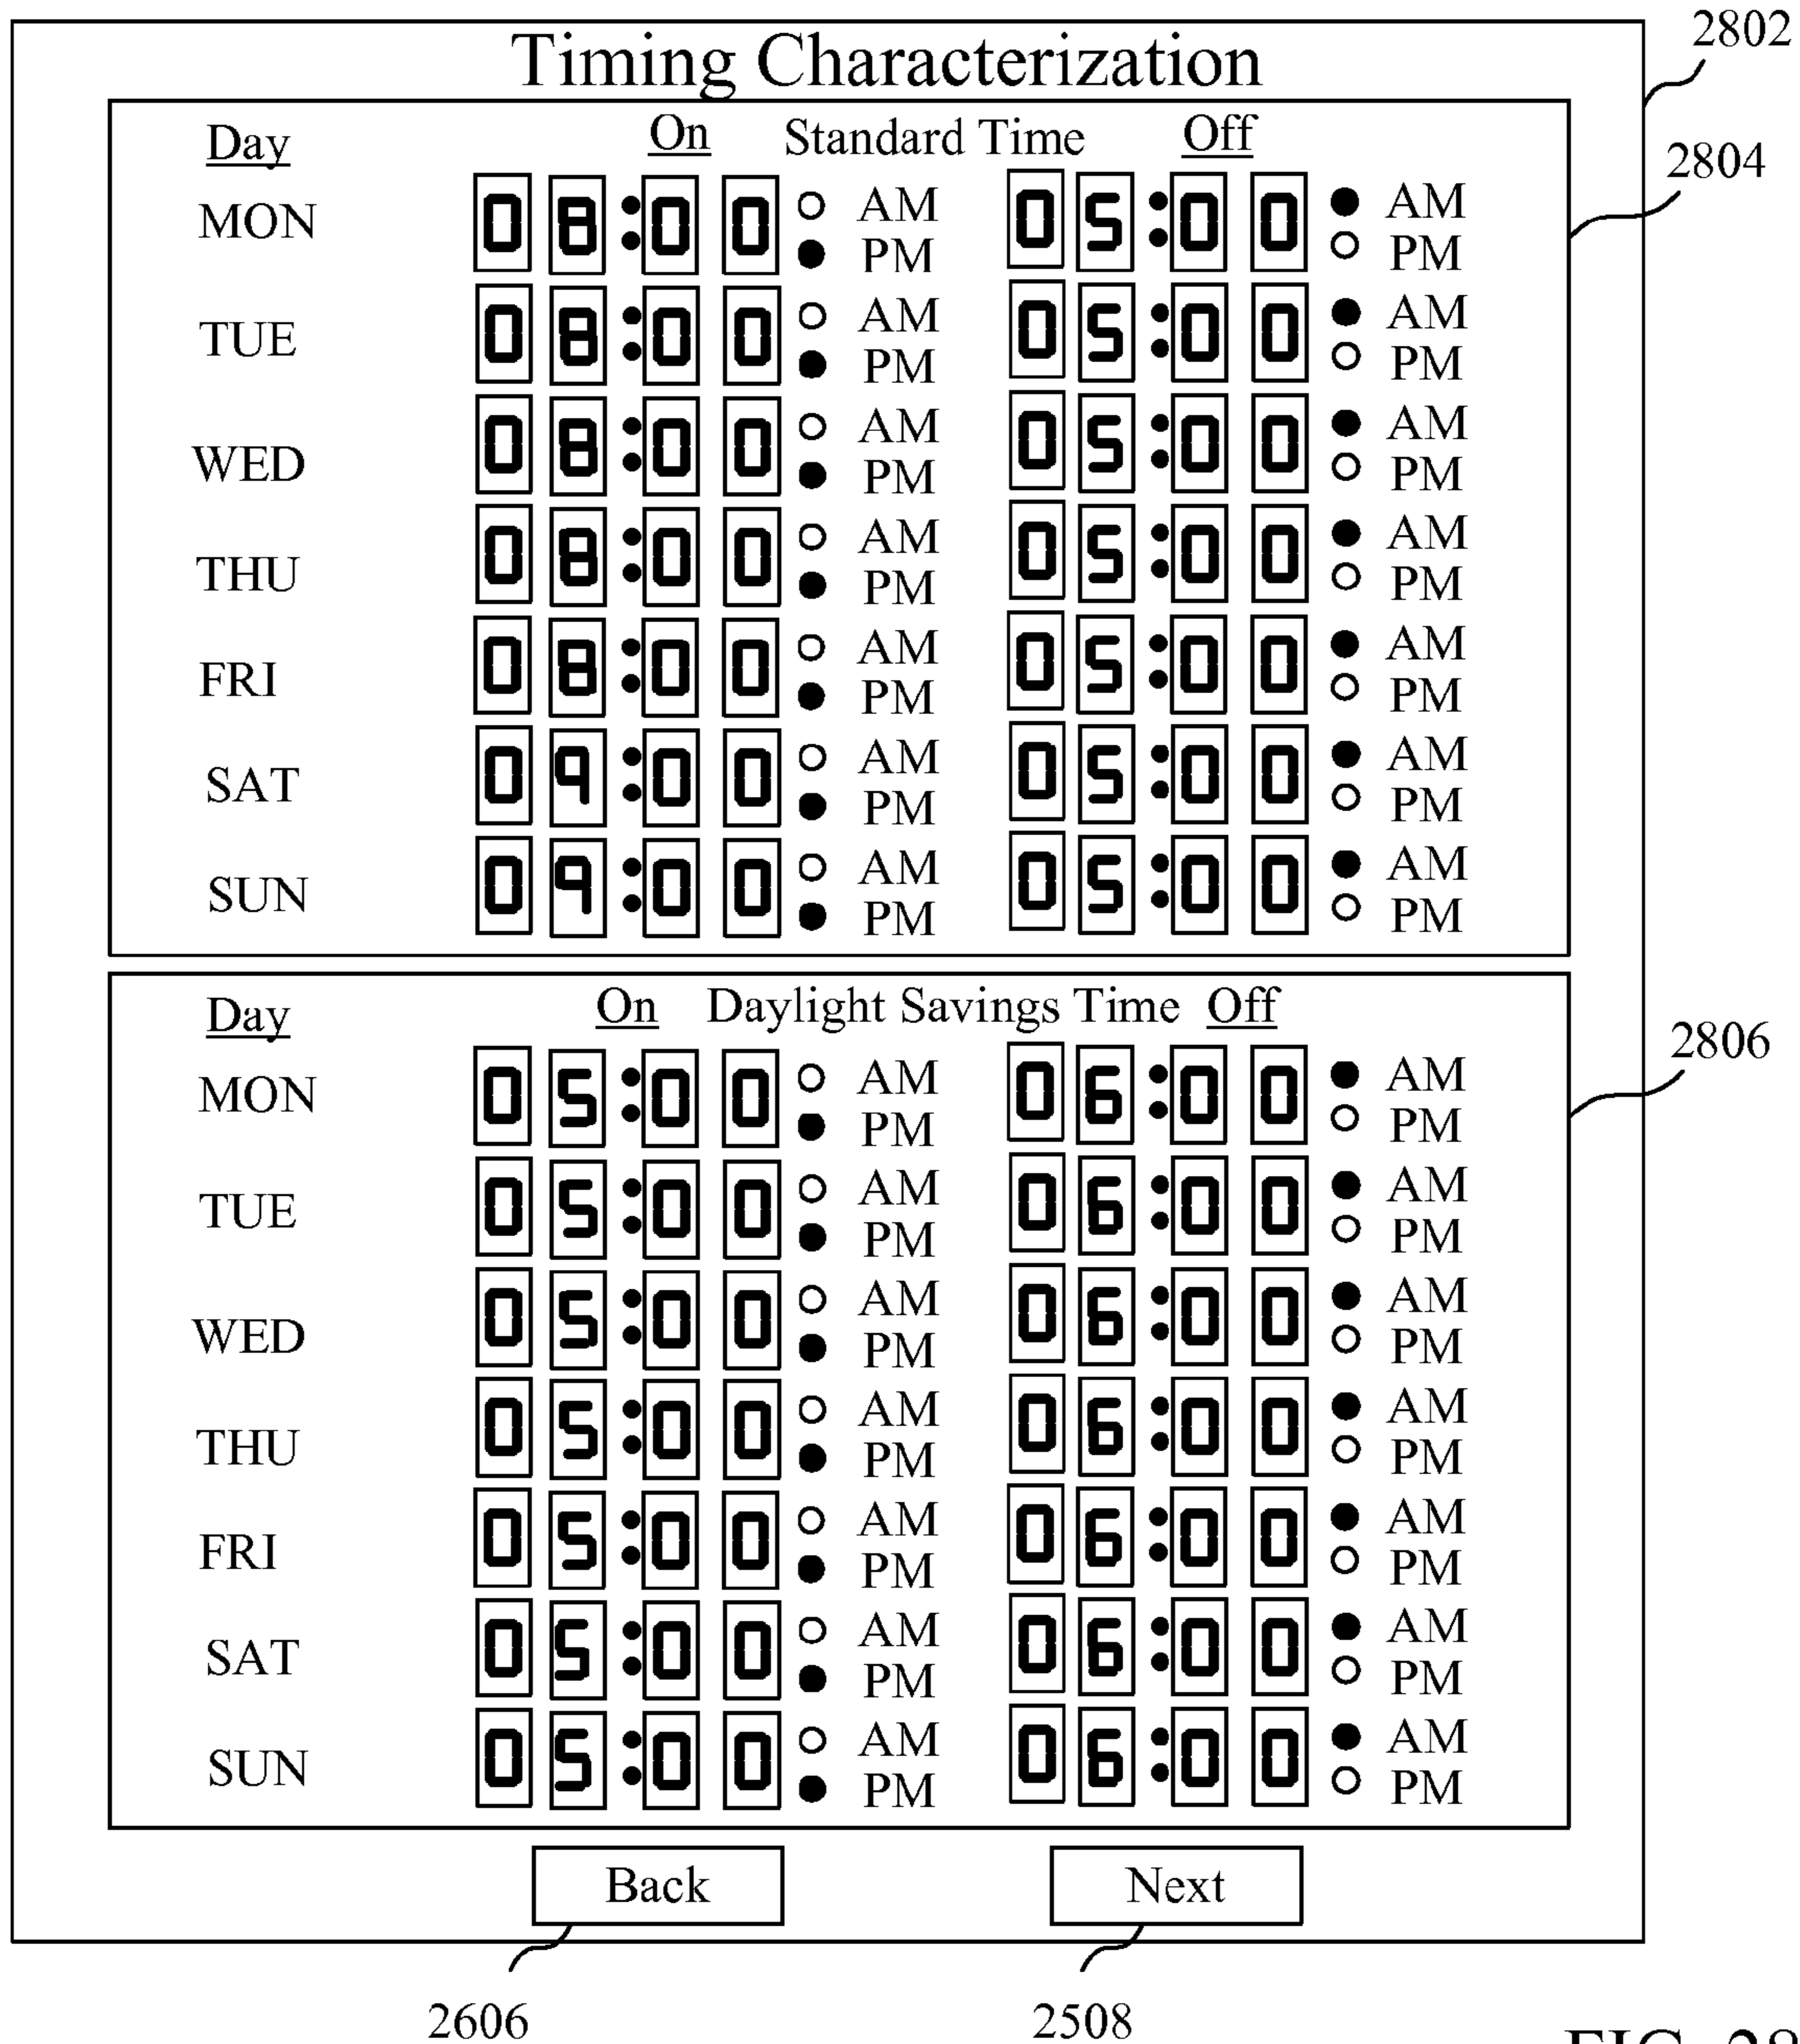 Timing Characterization
2802
Day On Standard Time Off
2804
MON 08:00 AM PM 05:00 AM PM
TUE 08:00 AM PM 05:00 AM PM
WED 08:00 AM PM 05:00 AM PM
THU 08:00 AM PM 05:00 AM PM
FRI 08:00 AM PM 05:00 AM PM
SAT 09:00 AM PM 05:00 AM PM
SUN 09:00 AM PM 05:00 AM PM
Day On Daylight Savings Time Off
2806
MON 05:00 AM PM 06:00 AM PM
TUE 05:00 AM PM 06:00 AM PM
WED 05:00 AM PM 06:00 AM PM
THU 05:00 AM PM 06:00 AM PM
FRI 05:00 AM PM 06:00 AM PM
SAT 05:00 AM PM 06:00 AM PM
SUN 05:00 AM PM 06:00 AM PM
Back Next
2606 2508
FIG. 28